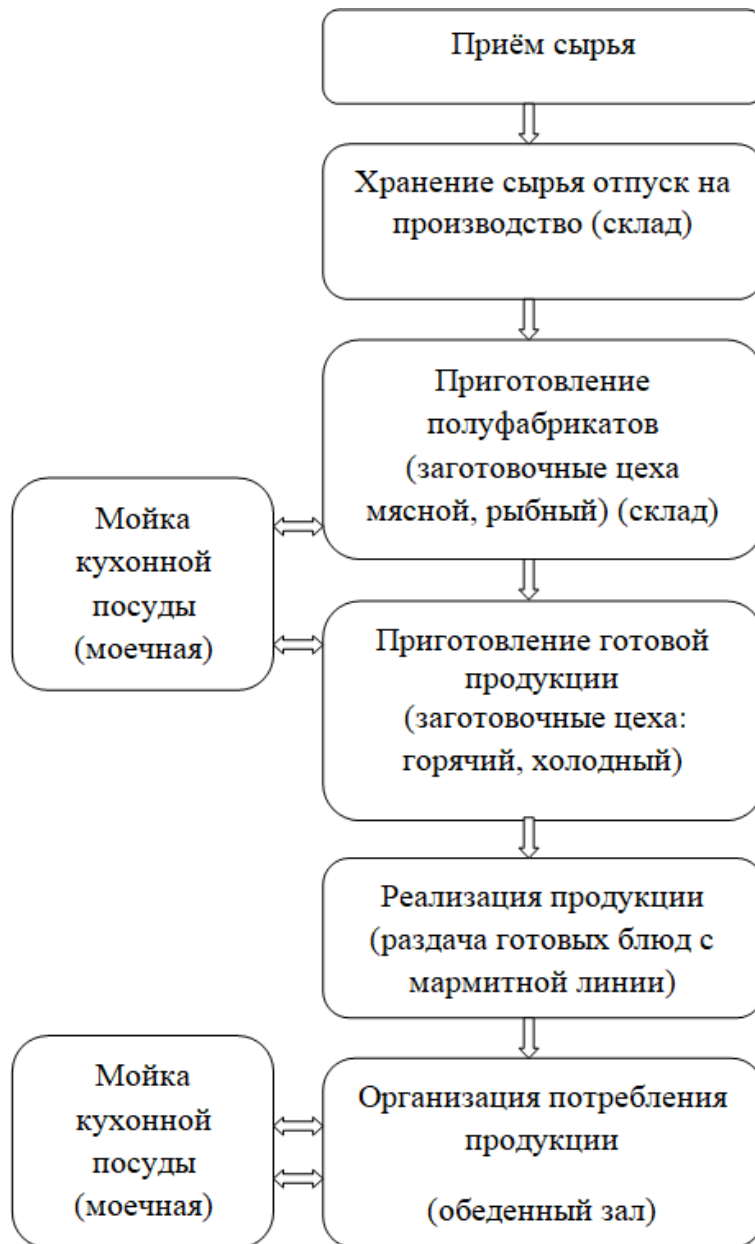 Приём сырья
Хранение сырья отпуск на
производство (склад)
Приготовление
полуфабрикатов
(заготовочные цеха
мясной, рыбный) (склад)
Мойка
кухонной
посуды
(моечная)
Приготовление готовой
продукции
(заготовочные цеха:
горячий, холодный)
Реализация продукции
(раздача готовых блюд с
мармитной линии)
Мойка
кухонной
посуды
(моечная)
Организация потребления
продукции
(обеденный зал)